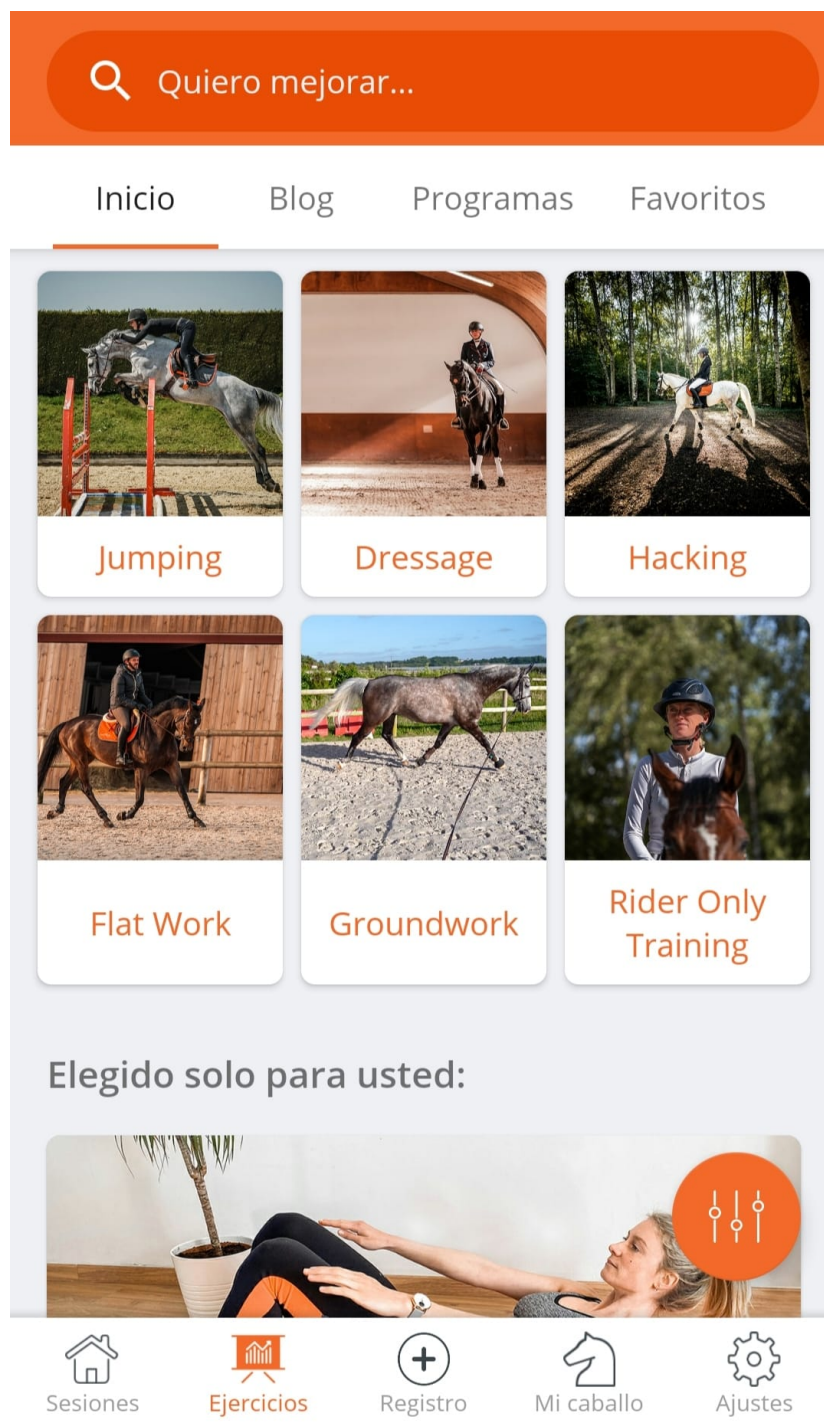 Quiero mejorar...
Inicio Blog Programas Favoritos
Jumping Dressage Hacking
Flat Work Groundwork Rider Only
Training
Elegido solo para usted:
Sesiones Ejercicios Registro Mi caballo Ajustes